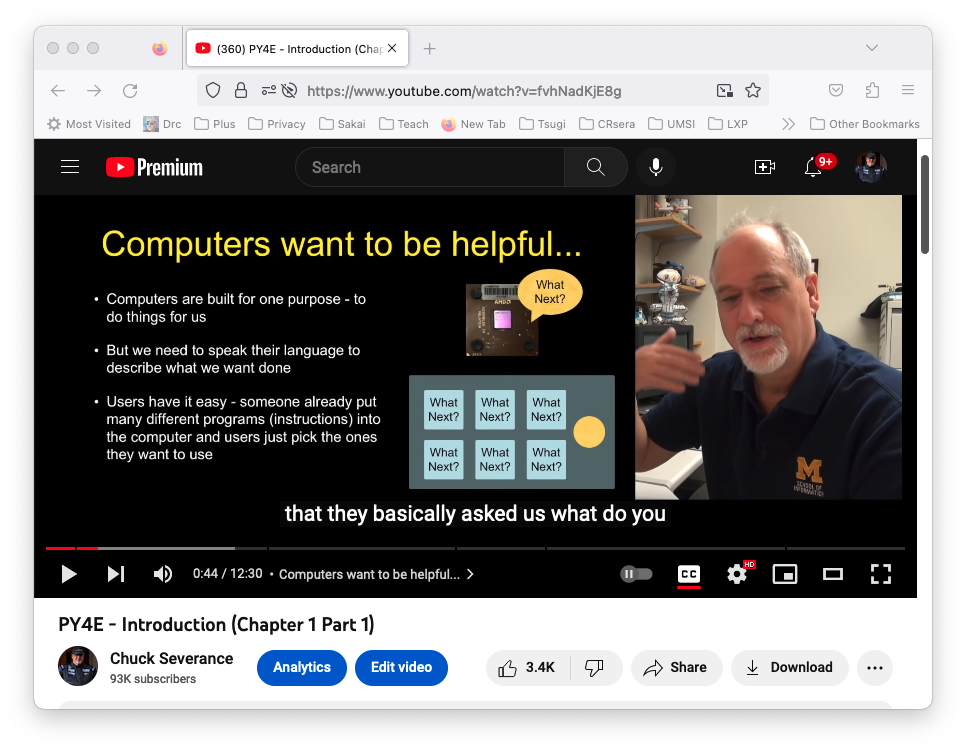 (360) PY4E - Introduction (Chap
https://www.youtube.com/watch?v=fvhNadKjE8g
Most Visited Drc Plus Privacy Sakai Teach New Tab Tsugi CRsera UMSI LXP Other Bookmarks
Premium
Search
9+
Computers want to be helpful...
• Computers are built for one purpose - to
do things for us
• But we need to speak their language to
describe what we want done
• Users have it easy - someone already put
many different programs (instructions) into
the computer and users just pick the ones
they want to use
What
Next?
AMD
What What What
Next? Next? Next?
What What What
Next? Next? Next?
M
SCHOOL OF
INFORMATION
that they basically asked us what do you
0:44 / 12:30 • Computers want to be helpful...
CC
HD
PY4E - Introduction (Chapter 1 Part 1)
Chuck Severance
93K subscribers
Analytics
Edit video
3.4K
Share
Download